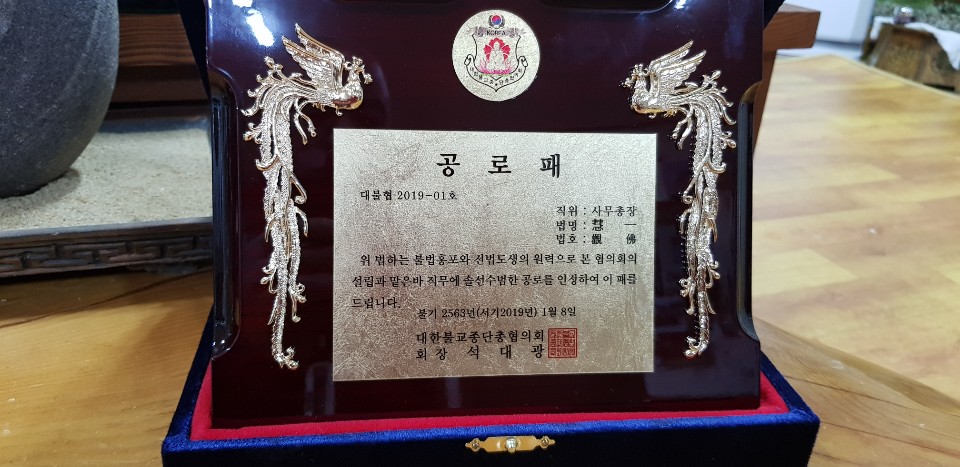 KOREA
공 로 패
대불협 2019-01호
직위 : 사무총장
법명 : 慧 一
법호 : 觀 佛
위 법하는 불법홍포와 전법도생의 원력으로 본 협의회의
설립과 맡은바 직무에 솔선수범한 공로를 인정하여 이 패를
드립니다.
불기 2563년(서기2019년) 1월 8일
대한불교종단총협의회
회 장 석 대 광